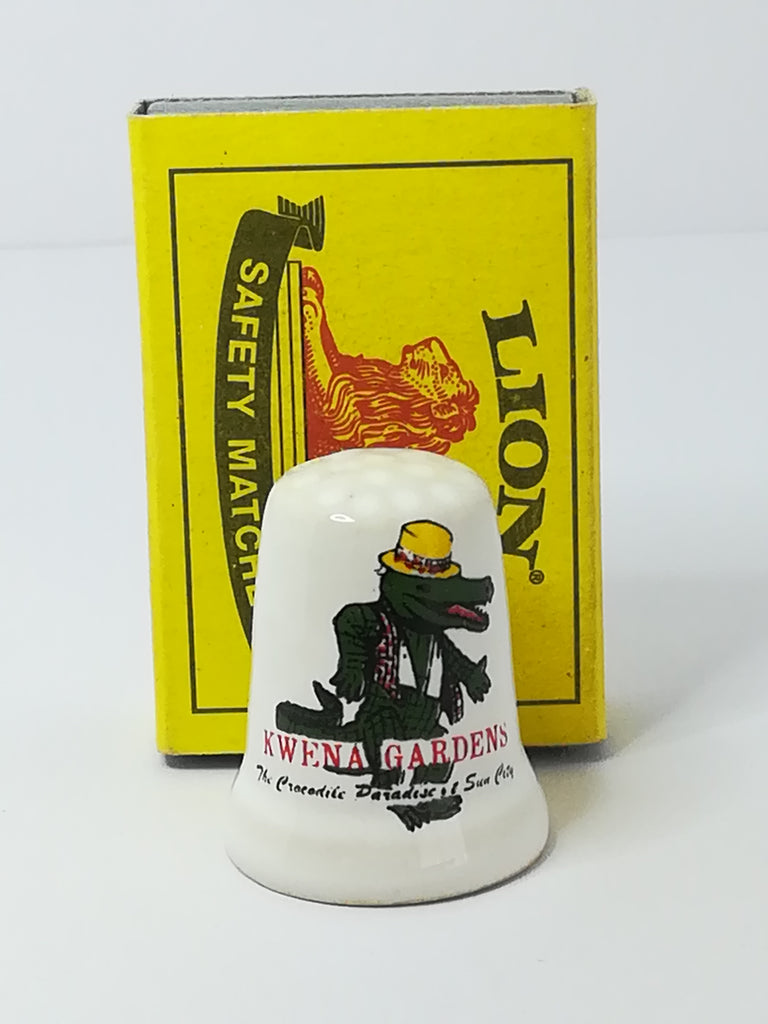 LION®
SAFETY MATCHE
KWENA GARDENS
The Crocodile Paradise of Sun City